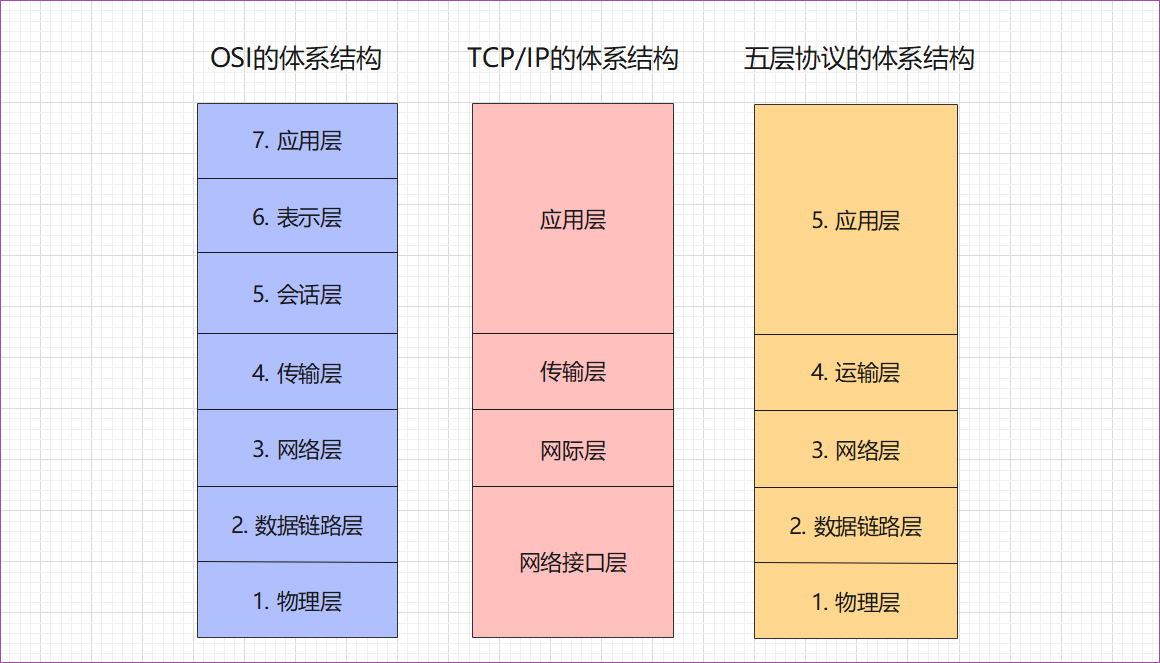 OSI的体系结构
7. 应用层
6. 表示层
5. 会话层
4. 传输层
3. 网络层
2. 数据链路层
1. 物理层
TCP/IP的体系结构
应用层
传输层
网际层
网络接口层
五层协议的体系结构
5. 应用层
4. 运输层
3. 网络层
2. 数据链路层
1. 物理层